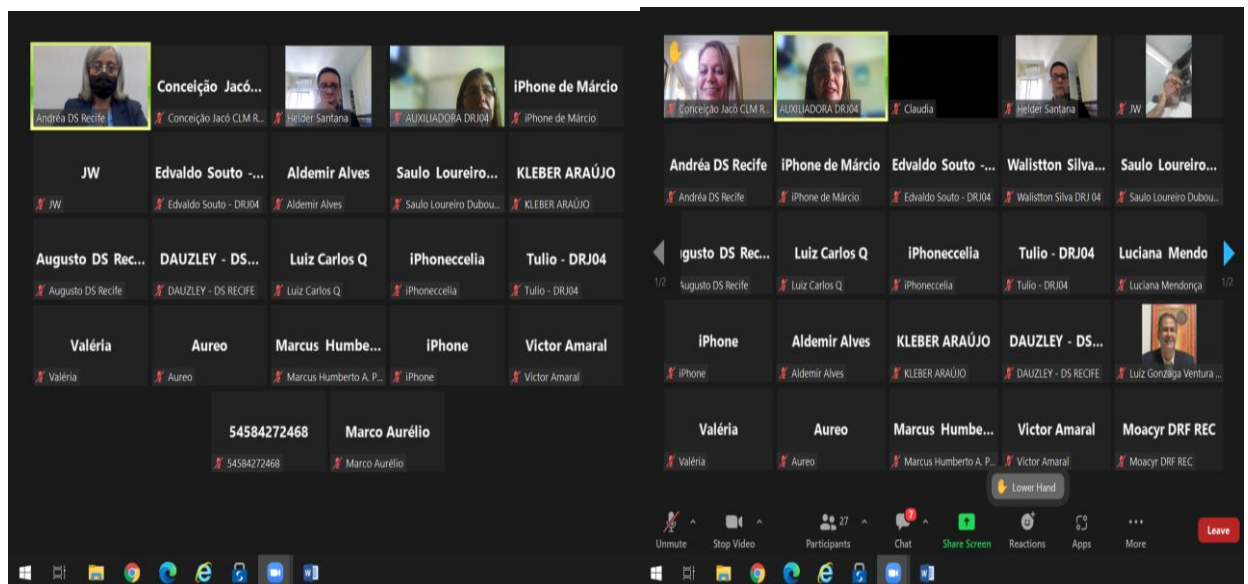 Conceição Jacó...
iPhone de Márcio
Andréa DS Recife
Conceição Jacó CLM R...
Helder Santana
AUXILIADORA DRJ04
iPhone de Márcio
JW
Edvaldo Souto -...
Aldemir Alves
Saulo Loureiro...
KLEBER ARAÚJO
JW
Edvaldo Souto - DRJ04
Aldemir Alves
Saulo Loureiro Dubou...
KLEBER ARAÚJO
Augusto DS Rec...
DAUZLEY - DS...
Luiz Carlos Q
iPhoneccelia
Tulio - DRJ04
Augusto DS Recife
DAUZLEY - DS RECIFE
Luiz Carlos Q
iPhoneccelia
Tulio - DRJ04
Valéria
Aureo
Marcus Humbe...
iPhone
Victor Amaral
Valéria
Aureo
Marcus Humberto A. P...
iPhone
Victor Amaral
54584272468
Marco Aurélio
54584272468
Marco Aurélio
Conceição Jacó CLM R...
AUXILIADORA DRJ04
Claudia
Helder Santana
JW
Andréa DS Recife
iPhone de Márcio
Edvaldo Souto -...
Walistton Silva...
Saulo Loureiro...
Andréa DS Recife
iPhone de Márcio
Edvaldo Souto - DRJ04
Walistton Silva DRJ 04
Saulo Loureiro Dubou...
igusto DS Rec...
Luiz Carlos Q
iPhoneccelia
Tulio - DRJ04
Luciana Mendo
1/2
Augusto DS Recife
Luiz Carlos Q
iPhoneccelia
Tulio - DRJ04
Luciana Mendonça
1/2
iPhone
Aldemir Alves
KLEBER ARAÚJO
DAUZLEY - DS...
iPhone
Aldemir Alves
KLEBER ARAÚJO
DAUZLEY - DS RECIFE
Luiz Gonzaga Ventura ...
Valéria
Aureo
Marcus Humbe...
Victor Amaral
Moacyr DRF REC
Valéria
Aureo
Marcus Humberto A. P...
Victor Amaral
Moacyr DRF REC
Lower Hand
27
7
Unmute
Stop Video
Participants
Chat
Share Screen
Reactions
Apps
More
Leave